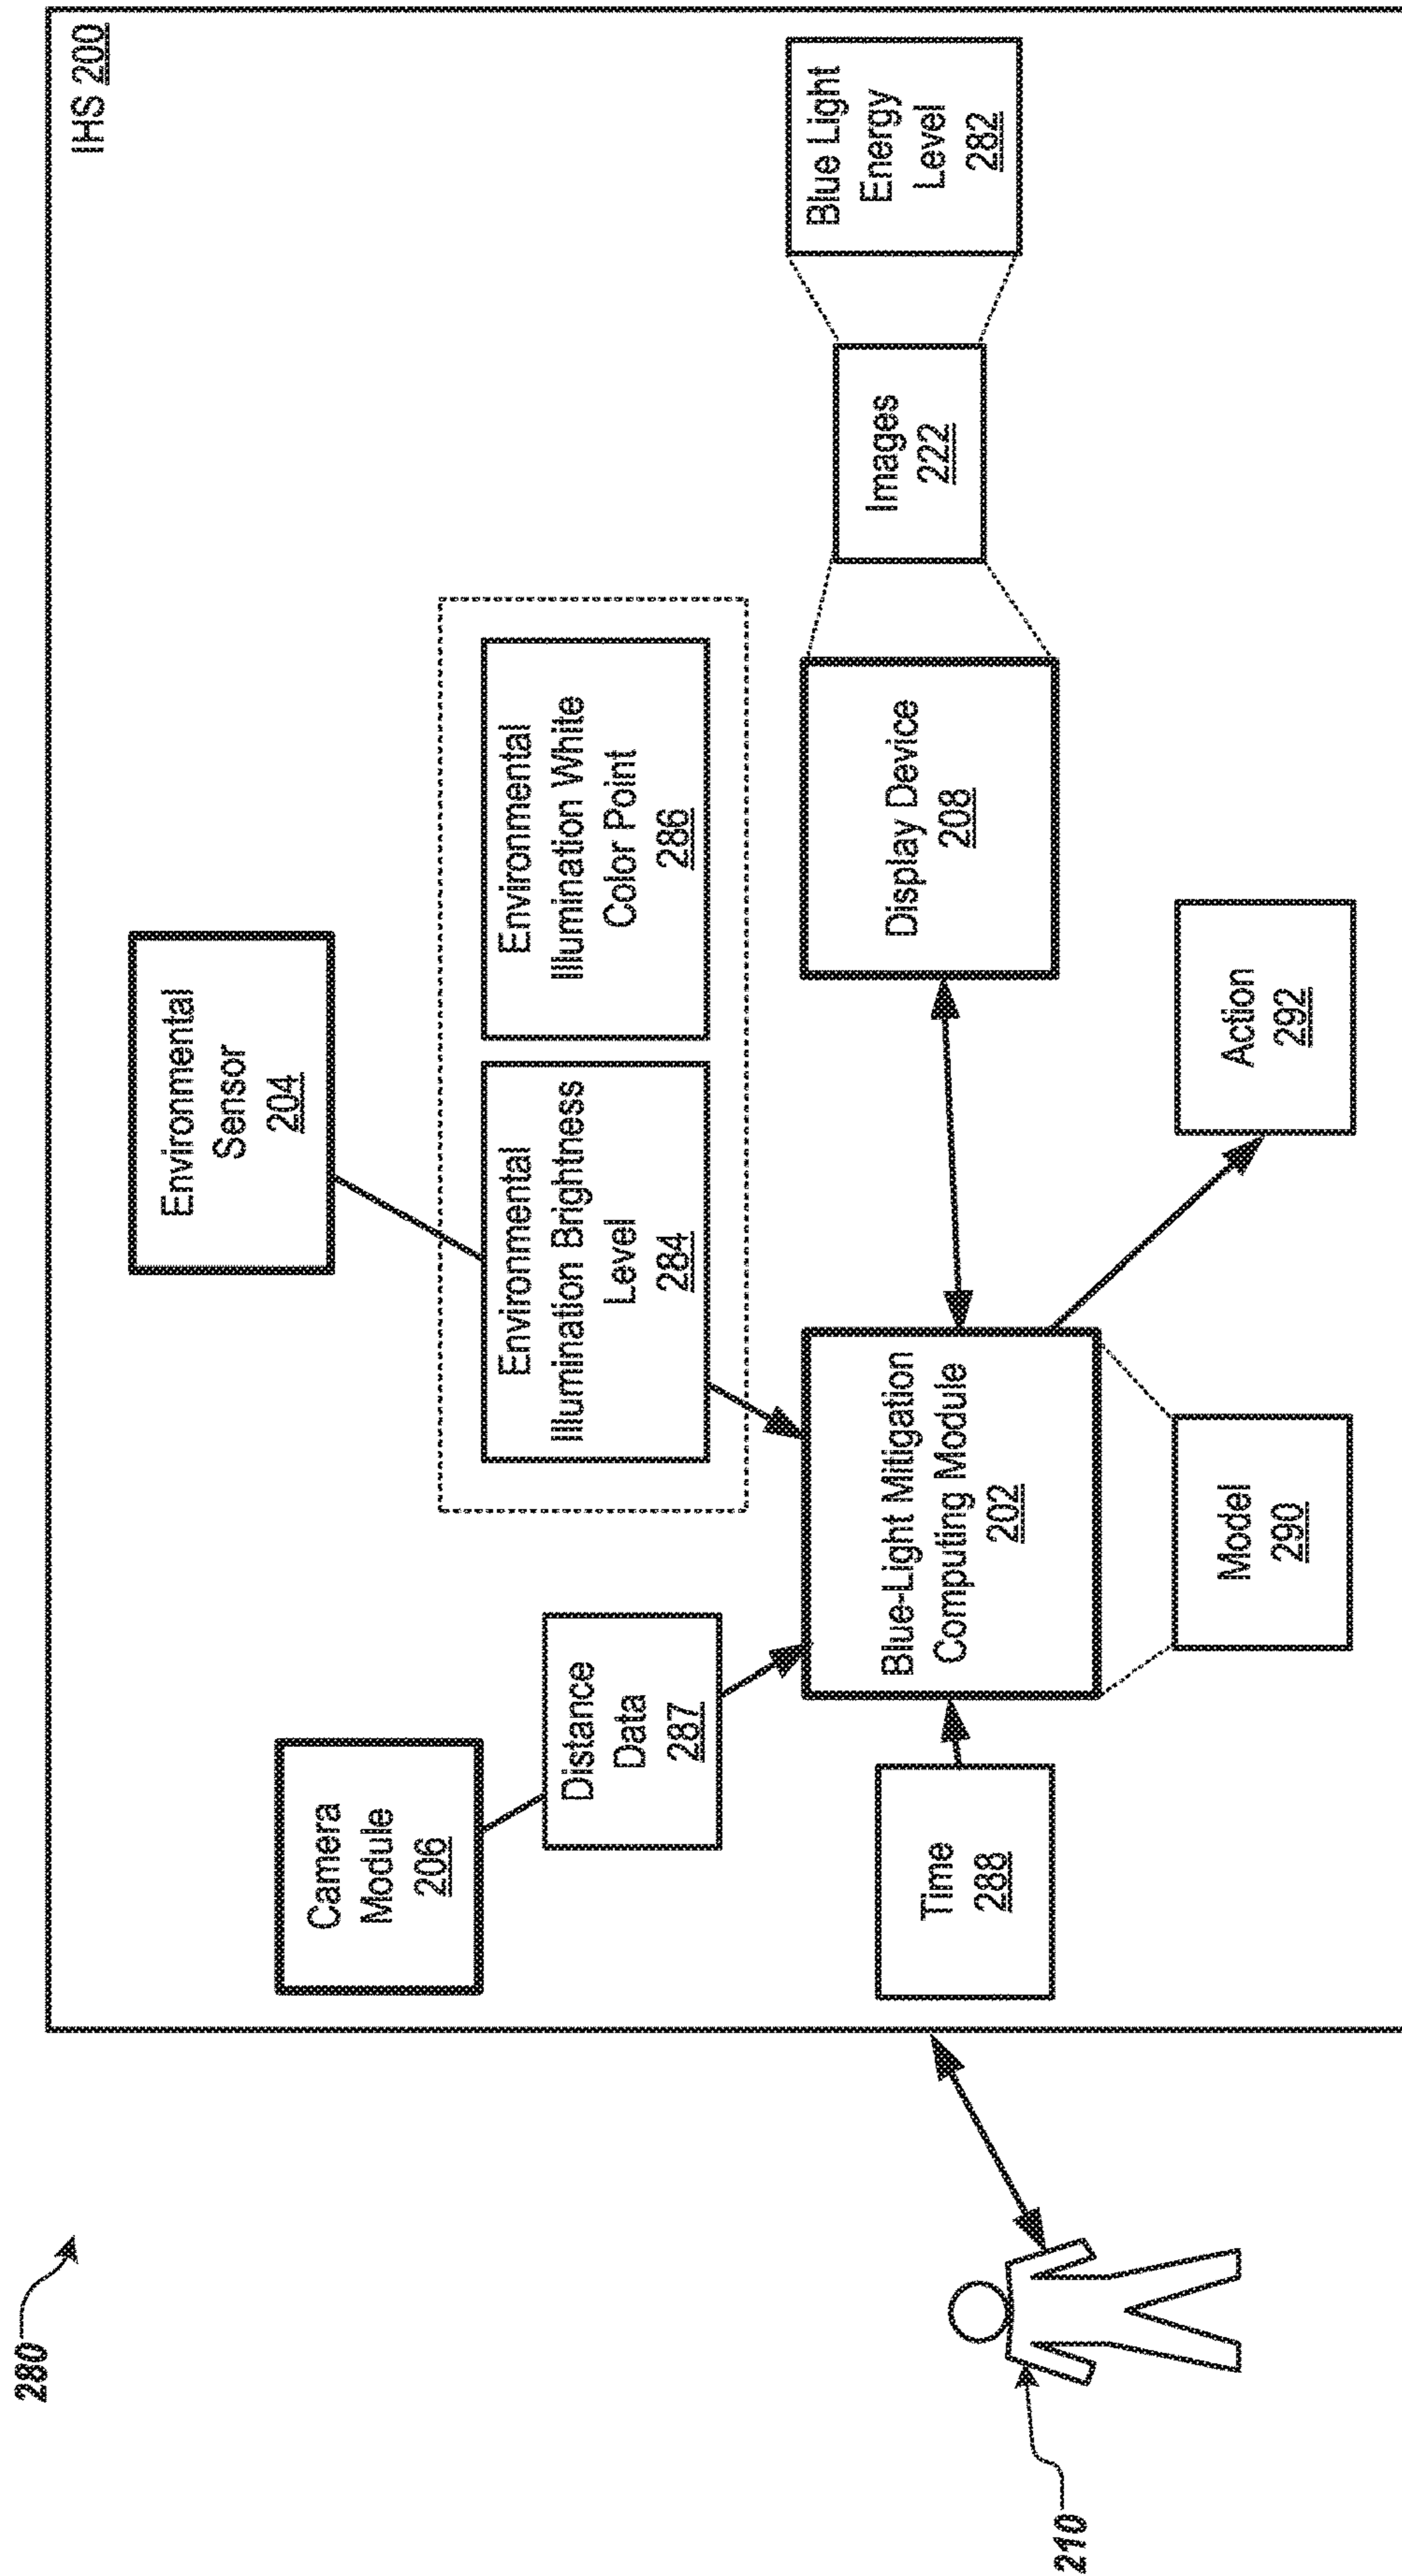 280
IHS 200
Environmental
Sensor
204
Camera
Module
206
Environmental
Illumination Brightness
Level
284
Environmental
Illumination White
Color Point
286
Distance
Data
287
Time
288
Blue-Light Mitigation
Computing Module
202
Display Device
208
Images
222
Blue Light
Energy
Level
282
Model
290
Action
292
210